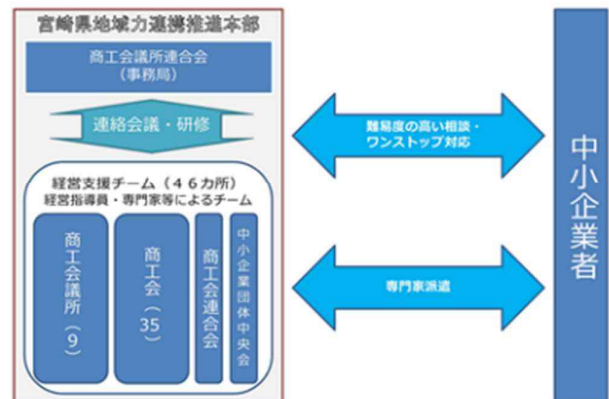 宮崎県地域力連携推進本部
商工会議所連合会
（事務局）
連絡会議・研修
経営支援チーム（４６カ所）
経営指導員・専門家等によるチーム
商工会議所（9）
商工会（35）
商工会連合会
中小企業団体中央会
難易度の高い相談・
ワンストップ対応
専門家派遣
中小企業者